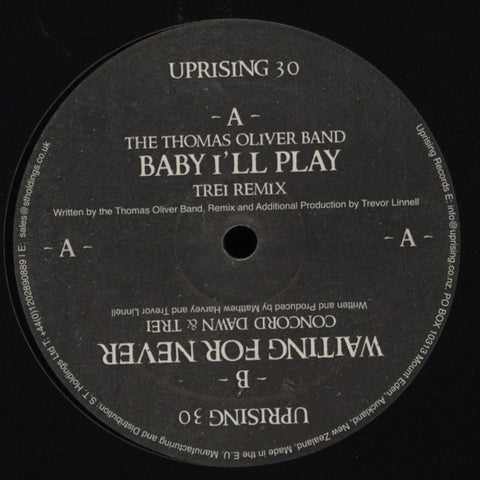 UPRISING 30
- A -
THE THOMAS OLIVER BAND
BABY I'LL PLAY
TREI REMIX
Written by the Thomas Oliver Band. Remix and Additional Production by Trevor Linnell
- A -
- A -
UPRISING 30
- B -
WAITING FOR NEVER
CONCORD DAWN & TREI
Written and Produced by Matthew Harvey and Trevor Linnell
Uprising Records E: info@uprising.co.nz. PO BOX 10313 Mount Eden, Auckland, New Zealand. Made in the E.U. Manufacturing and Distribution: S.T Holdings Ltd T: 44(0)1202890889 I E: sales@stholdings.co.uk